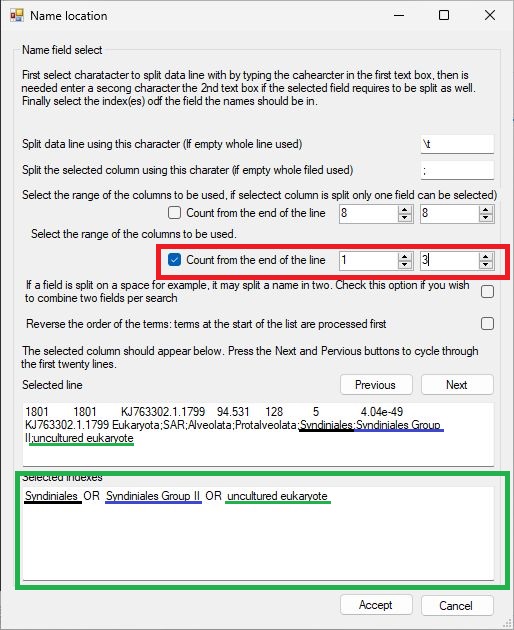 Name location
Name field select
First select charatacter to split data line with by typing the cahearcter in the first text box, then is
needed enter a secong character the 2nd text box if the selected field requires to be split as well.
Finally select the index(es) odf the field the names should be in.
Split data line using this character (If empty whole line used)
\t
Split the selected column using this charater (if empty whole filed used)
;
Select the range of the columns to be used, if selectect column is split only one field can be selected)
Count from the end of the line 8 8
Select the range of the columns to be used.
Count from the end of the line 1 3
If a field is split on a space for example, it may split a name in two. Check this option if you wish
to combine two fields per search
Reverse the order of the terms: terms at the start of the list are processed first
The selected column should appear below. Press the Next and Pervious buttons to cycle through
the first twenty lines.
Selected line
Previous Next
1801 1801 KJ763302.1.1799 94.531 128 5 4.04e-49
KJ763302.1.1799 Eukaryota;SAR;Alveolata;Protalveolata;Syndiniales;Syndiniales Group
II;uncultured eukaryote
Selected indexes
Syndiniales OR Syndiniales Group II OR uncultured eukaryote
Accept Cancel